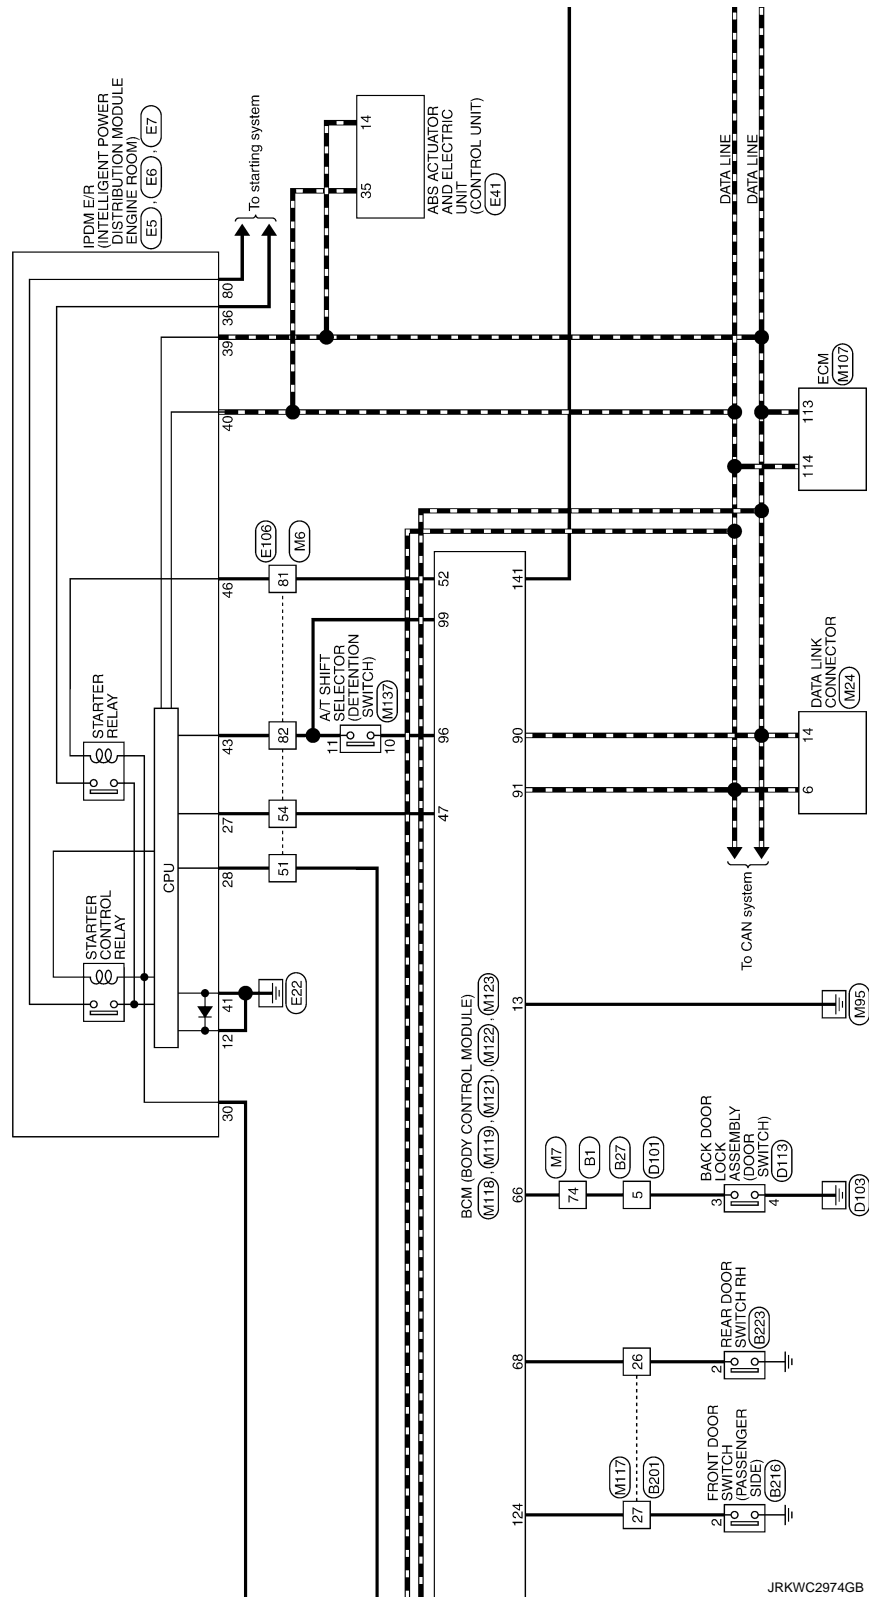 IPDM E/R
(INTELLIGENT POWER
DISTRIBUTION MODULE
ENGINE ROOM)
E5 , E6 , E7
To starting system
80
36
39
40
46
43
27
28
41
12
30
STARTER
RELAY
STARTER
CONTROL
RELAY
CPU
E22
14
35
ABS ACTUATOR
AND ELECTRIC
UNIT
(CONTROL UNIT)
E41
DATA LINE
DATA LINE
E106
M6
81
82
54
51
A/T SHIFT
SELECTOR
(DETENTION
SWITCH)
M137
11
10
52
99
96
47
141
90
91
13
66
68
124
BCM (BODY CONTROL MODULE)
M118 , M119 , M121 , M122 , M123
ECM
M107
113
114
DATA LINK
CONNECTOR
M24
14
6
To CAN system
M95
M7
B1
B27
D101
74
5
BACK DOOR
LOCK
ASSEMBLY
(DOOR
SWITCH)
D113
3
4
D103
REAR DOOR
SWITCH RH
B223
26
2
M117
B201
27
FRONT DOOR
SWITCH
(PASSENGER
SIDE)
B216
2
JRKWC2974GB